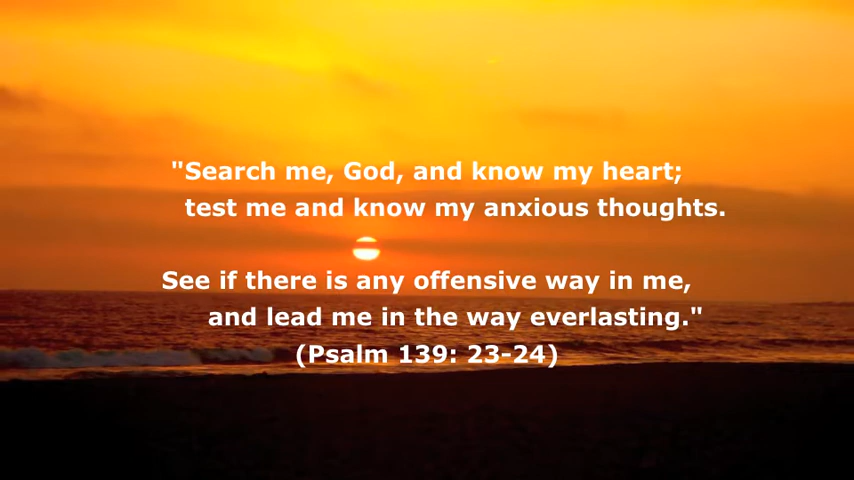 "Search me, God, and know my heart;
test me and know my anxious thoughts.
See if there is any offensive way in me,
and lead me in the way everlasting."
(Psalm 139: 23-24)